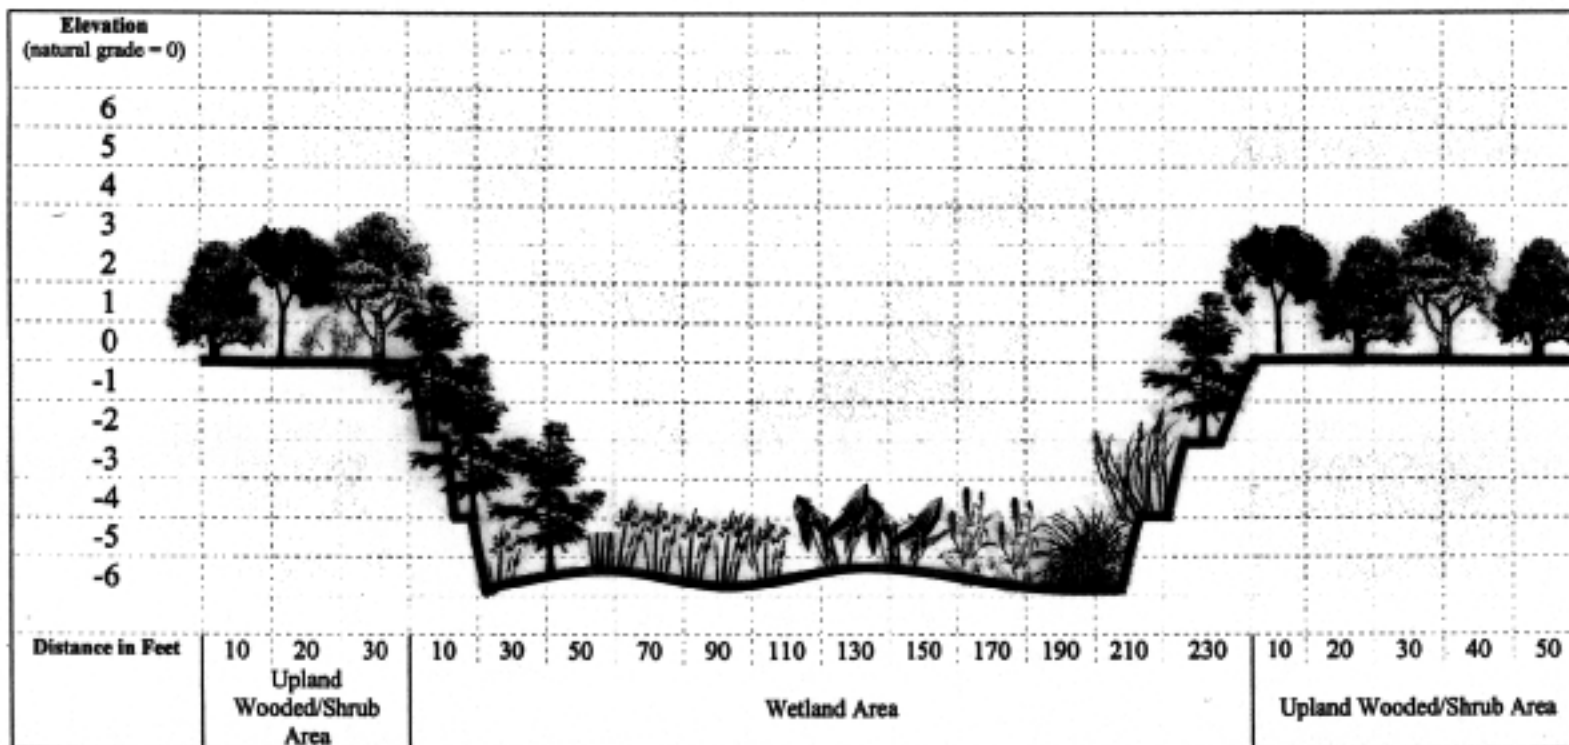 Elevation
(natural grade = 0)
6
5
4
3
2
1
0
-1
-2
-3
-4
-5
-6
Distance in Feet 10 20 30 10 30 50 70 90 110 130 150 170 190 210 230 10 20 30 40 50
Upland
Wooded/Shrub
Area
Wetland Area
Upland Wooded/Shrub Area